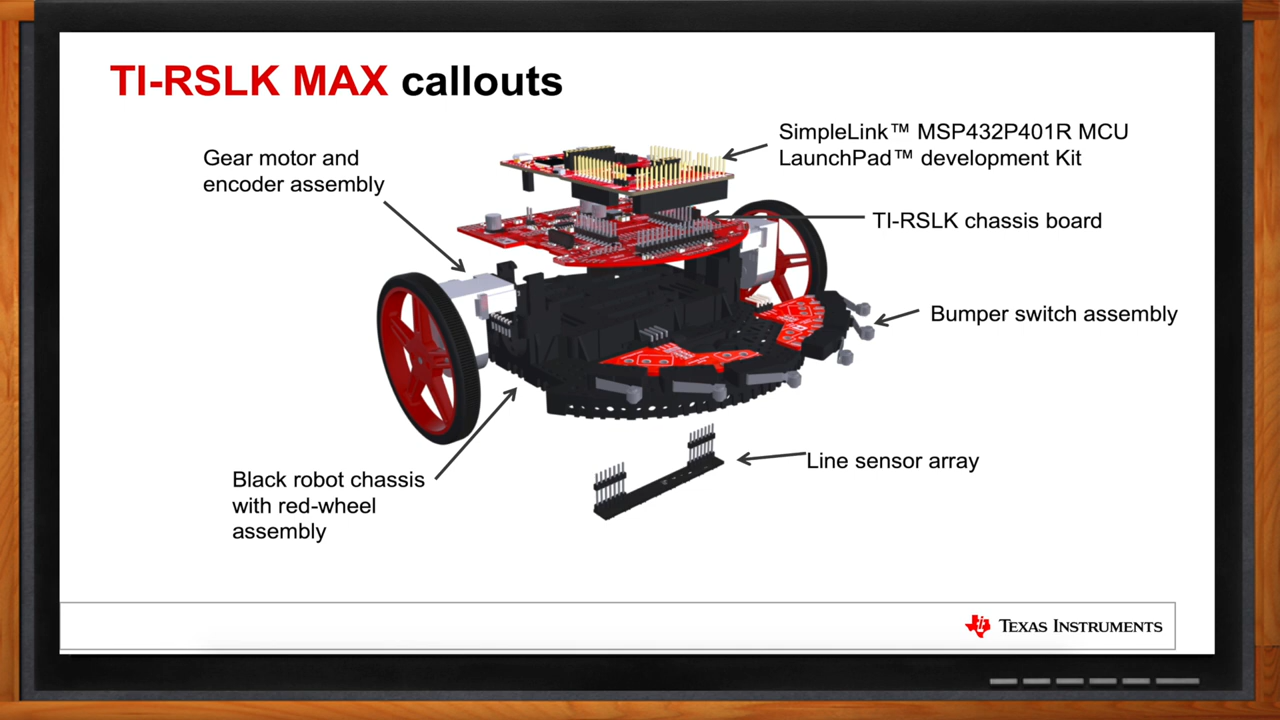 TI-RSLK MAX callouts
SimpleLink™ MSP432P401R MCU
LaunchPad™ development Kit
Gear motor and
encoder assembly
TI-RSLK chassis board
Bumper switch assembly
Line sensor array
Black robot chassis
with red-wheel
assembly
TEXAS INSTRUMENTS